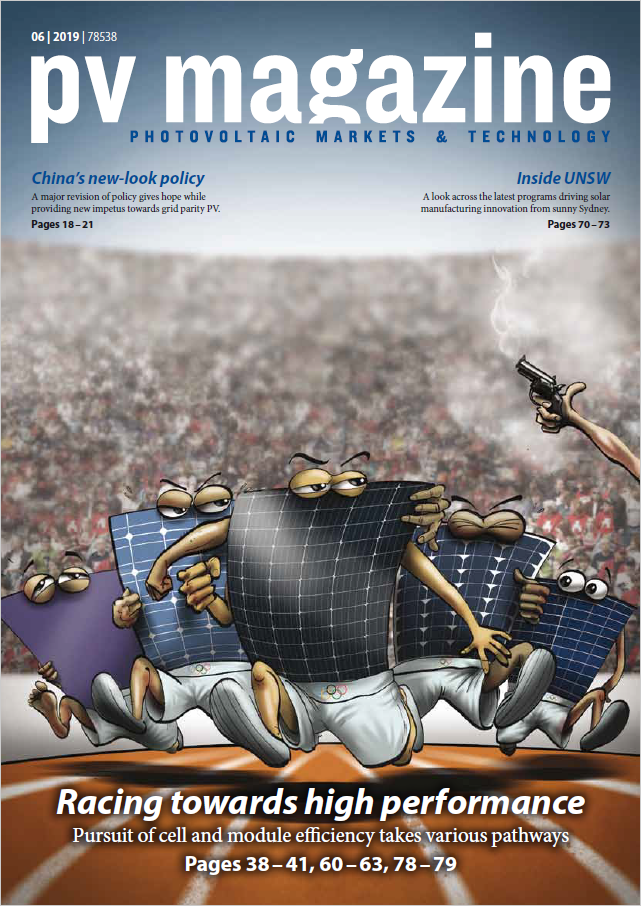 06 | 2019 | 78538
pv magazine
PHOTOVOLTAIC MARKETS & TECHNOLOGY
China's new-look policy
A major revision of policy gives hope while
providing new impetus towards grid parity PV.
Pages 18 – 21
Inside UNSW
A look across the latest programs driving solar
manufacturing innovation from sunny Sydney.
Pages 70 – 73
Racing towards high performance
Pursuit of cell and module efficiency takes various pathways
Pages 38 – 41, 60 – 63, 78 – 79